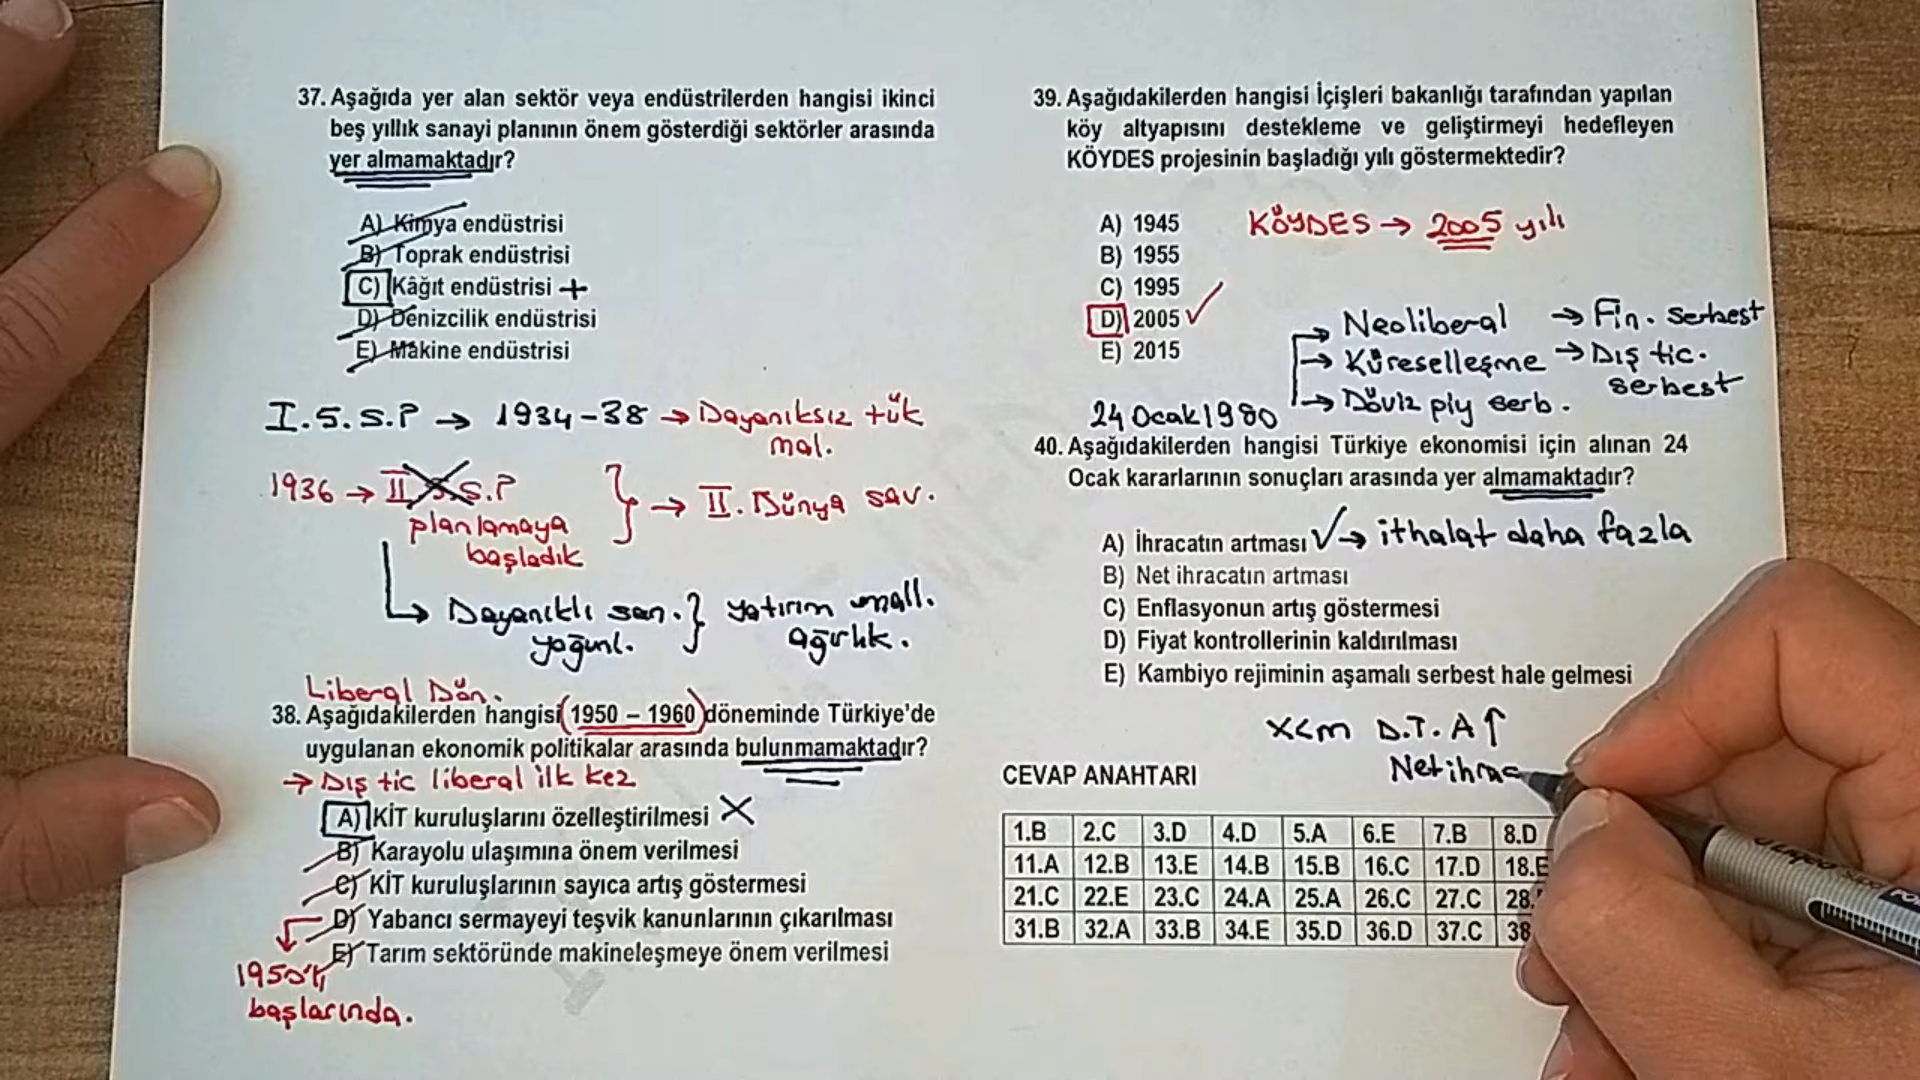 37. Aşağıda yer alan sektör veya endüstrilerden hangisi ikinci
beş yıllık sanayi planının önem gösterdiği sektörler arasında
yer almamaktadır?
A) Kimya endüstrisi
B) Toprak endüstrisi
C) Kâğıt endüstrisi +
D) Denizcilik endüstrisi
E) Makine endüstrisi
I.S.S.P → 1934-38 → Dayanıksız tük
mal.
1936 → II.S.S.P
planlamaya
başladık
→ II. Dünya sav.
→ Dayanıklı san.
yoğunl.
yatırım mall.
ağırlık.
Liberal Dön.
38. Aşağıdakilerden hangisi (1950 – 1960) döneminde Türkiye'de
uygulanan ekonomik politikalar arasında bulunmamaktadır?
→ Dış tic liberal ilk kez
A) KİT kuruluşlarını özelleştirilmesi X
B) Karayolu ulaşımına önem verilmesi
C) KİT kuruluşlarının sayıca artış göstermesi
D) Yabancı sermayeyi teşvik kanunlarının çıkarılması
E) Tarım sektöründe makineleşmeye önem verilmesi
başlarında.
39. Aşağıdakilerden hangisi İçişleri bakanlığı tarafından yapılan
köy altyapısını destekleme ve geliştirmeyi hedefleyen
KÖYDES projesinin başladığı yılı göstermektedir?
A) 1945
B) 1955
C) 1995
D) 2005 ✓
E) 2015
KÖYDES → 2005 yılı
→ Neoliberal → Fin. serbest
→ Küreselleşme → Dış tic.
serbest
→ Döviz piy serb.
24 Ocak 1980
40. Aşağıdakilerden hangisi Türkiye ekonomisi için alınan 24
Ocak kararlarının sonuçları arasında yer almamaktadır?
A) İhracatın artması ✓→ ithalat daha fazla
B) Net ihracatın artması
C) Enflasyonun artış göstermesi
D) Fiyat kontrollerinin kaldırılması
E) Kambiyo rejiminin aşamalı serbest hale gelmesi
x<m D.T.A↑
Net ihrac
CEVAP ANAHTARI
1.B 2.C 3.D 4.D 5.A 6.E 7.B 8.D
11.A 12.B 13.E 14.B 15.B 16.C 17.D 18.E
21.C 22.E 23.C 24.A 25.A 26.C 27.C 28.
31.B 32.A 33.B 34.E 35.D 36.D 37.C 38